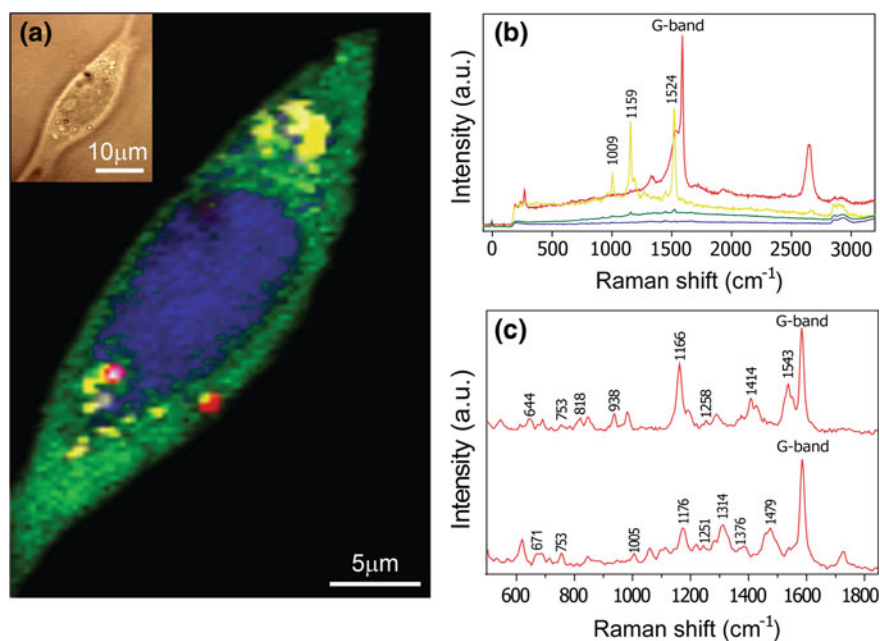 (a)
10μm
5μm
(b)
G-band
1009
1159
1524
Intensity (a.u.)
0 500 1000 1500 2000 2500 3000
Raman shift (cm⁻¹)
(c)
G-band
644
753
818
938
1166
1258
1414
1543
G-band
671
753
1005
1176
1251
1314
1376
1479
Intensity (a.u.)
600 800 1000 1200 1400 1600 1800
Raman shift (cm⁻¹)